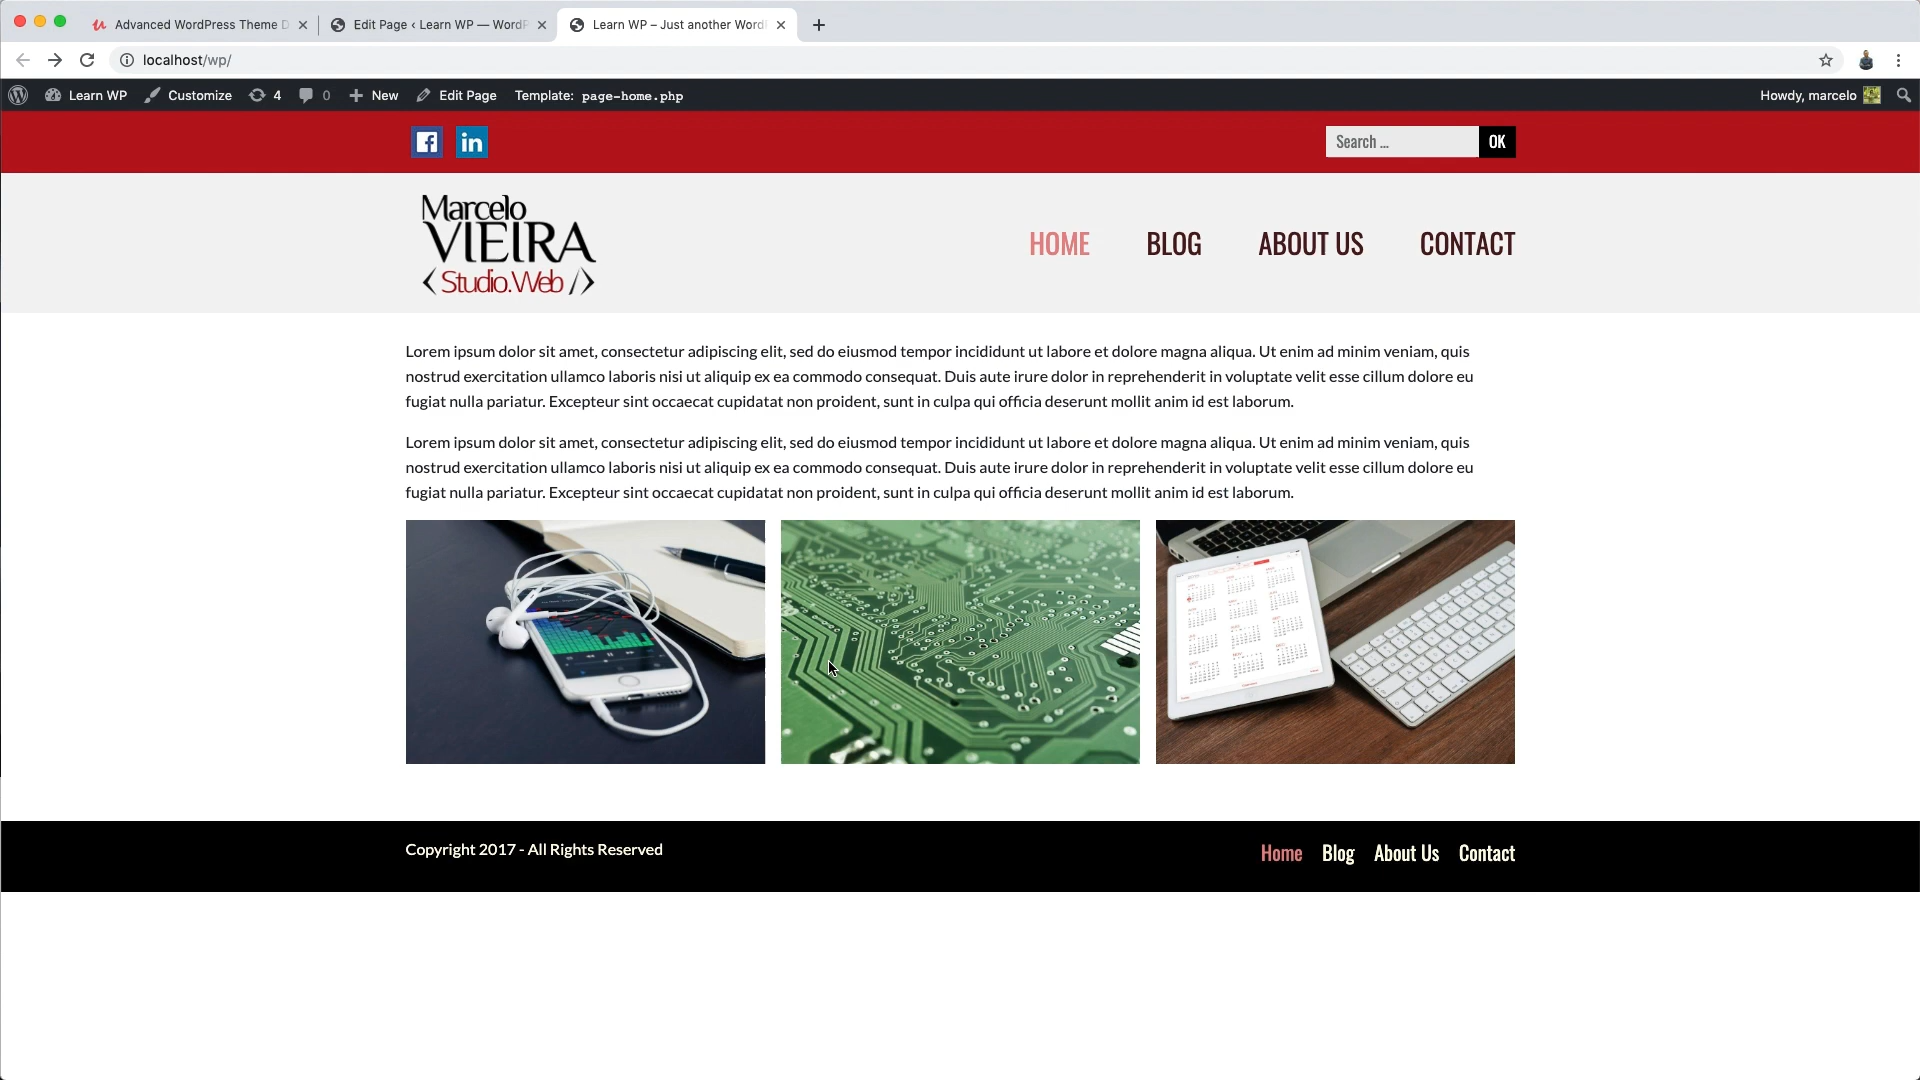 Advanced WordPress Theme D
Edit Page ‹ Learn WP — WordP
Learn WP – Just another Word
localhost/wp/
Learn WP
Customize
4
0
New
Edit Page
Template: page-home.php
Howdy, marcelo
Search ...
OK
Marcelo
VIEIRA
<Studio.Web/>
HOME
BLOG
ABOUT US
CONTACT
Lorem ipsum dolor sit amet, consectetur adipiscing elit, sed do eiusmod tempor incididunt ut labore et dolore magna aliqua. Ut enim ad minim veniam, quis
nostrud exercitation ullamco laboris nisi ut aliquip ex ea commodo consequat. Duis aute irure dolor in reprehenderit in voluptate velit esse cillum dolore eu
fugiat nulla pariatur. Excepteur sint occaecat cupidatat non proident, sunt in culpa qui officia deserunt mollit anim id est laborum.
Lorem ipsum dolor sit amet, consectetur adipiscing elit, sed do eiusmod tempor incididunt ut labore et dolore magna aliqua. Ut enim ad minim veniam, quis
nostrud exercitation ullamco laboris nisi ut aliquip ex ea commodo consequat. Duis aute irure dolor in reprehenderit in voluptate velit esse cillum dolore eu
fugiat nulla pariatur. Excepteur sint occaecat cupidatat non proident, sunt in culpa qui officia deserunt mollit anim id est laborum.
Copyright 2017 - All Rights Reserved
Home
Blog
About Us
Contact